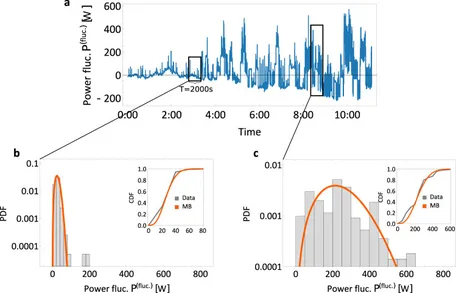 a
Power fluc. P(fluc.) [W]
600
400
200
0
- 200
T=2000s
0:00 2:00 4:00 6:00 8:00 10:00
Time
b
PDF
0.1
0.01
0.001
0.0001
CDF
1.0
0.8
0.6
0.4
0.2
0.0
Data
MB
0 20 40 60 80
0 200 400 600 800
Power fluc. P(fluc.) [W]
c
PDF
0.01
0.001
0.0001
CDF
1.0
0.8
0.6
0.4
0.2
0.0
Data
MB
0 200 400 600
0 200 400 600 800
Power fluc. P(fluc.) [W]